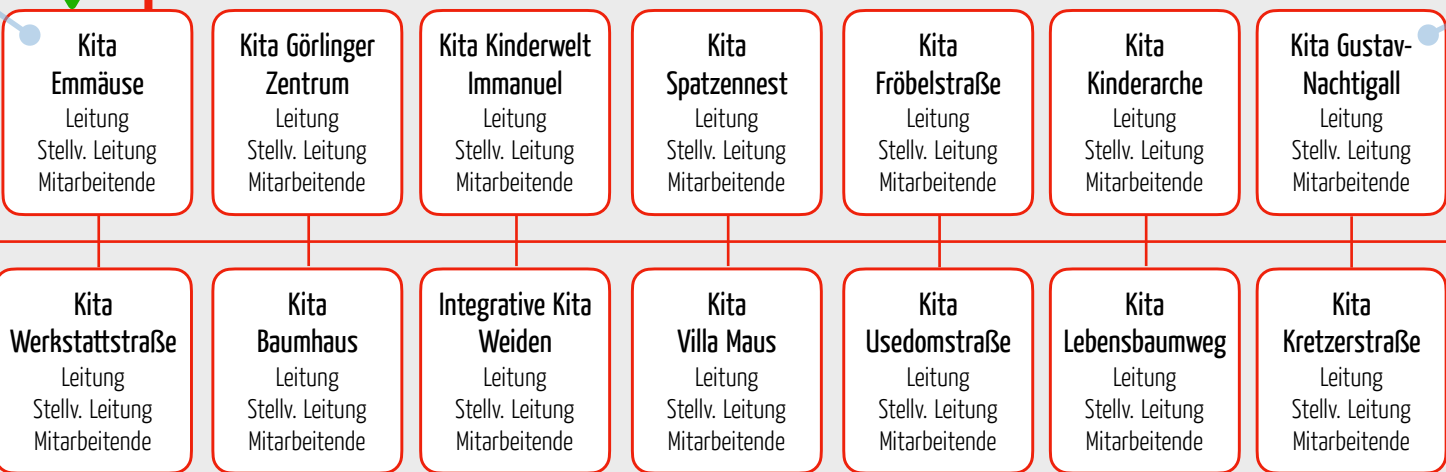 Kita
Emmäuse
Leitung
Stellv. Leitung
Mitarbeitende
Kita Görlinger
Zentrum
Leitung
Stellv. Leitung
Mitarbeitende
Kita Kinderwelt
Immanuel
Leitung
Stellv. Leitung
Mitarbeitende
Kita
Spatzennest
Leitung
Stellv. Leitung
Mitarbeitende
Kita
Fröbelstraße
Leitung
Stellv. Leitung
Mitarbeitende
Kita
Kinderarche
Leitung
Stellv. Leitung
Mitarbeitende
Kita Gustav-
Nachtigall
Leitung
Stellv. Leitung
Mitarbeitende
Kita
Werkstattstraße
Leitung
Stellv. Leitung
Mitarbeitende
Kita
Baumhaus
Leitung
Stellv. Leitung
Mitarbeitende
Integrative Kita
Weiden
Leitung
Stellv. Leitung
Mitarbeitende
Kita
Villa Maus
Leitung
Stellv. Leitung
Mitarbeitende
Kita
Usedomstraße
Leitung
Stellv. Leitung
Mitarbeitende
Kita
Lebensbaumweg
Leitung
Stellv. Leitung
Mitarbeitende
Kita
Kretzerstraße
Leitung
Stellv. Leitung
Mitarbeitende